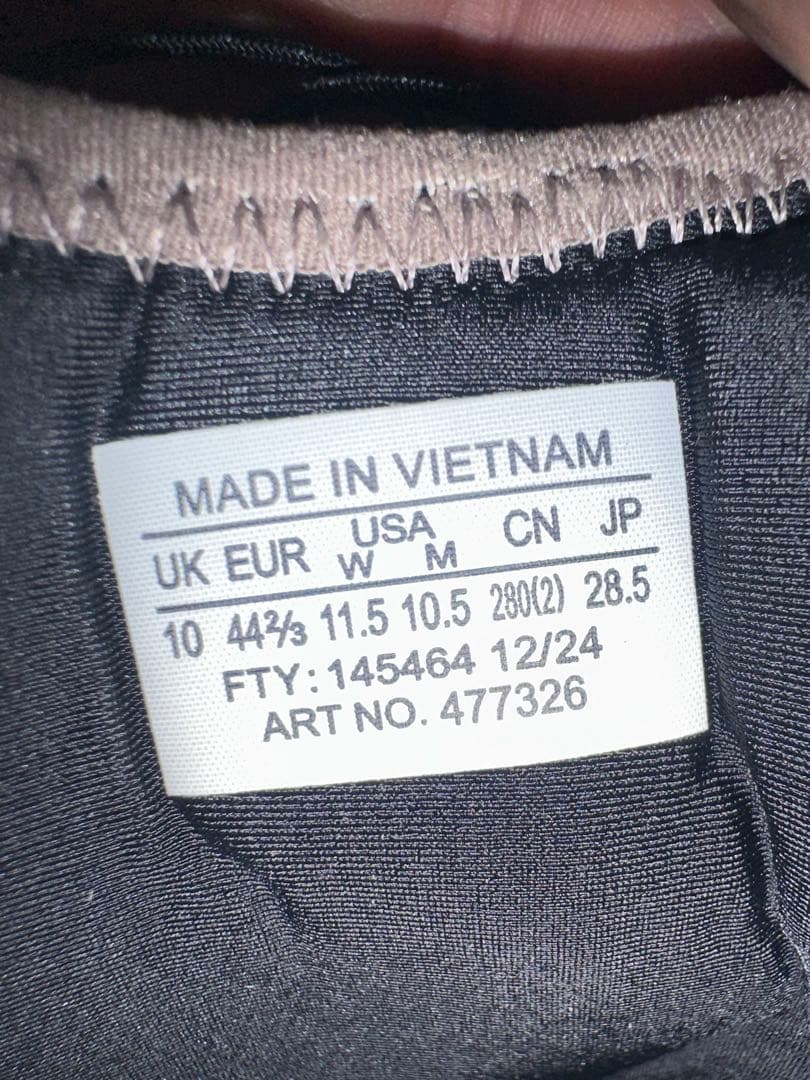 MADE IN VIETNAM
UK EUR USA CN JP
W M
10 44⅔ 11.5 10.5 280(2) 28.5
FTY: 145464 12/24
ART NO. 477326